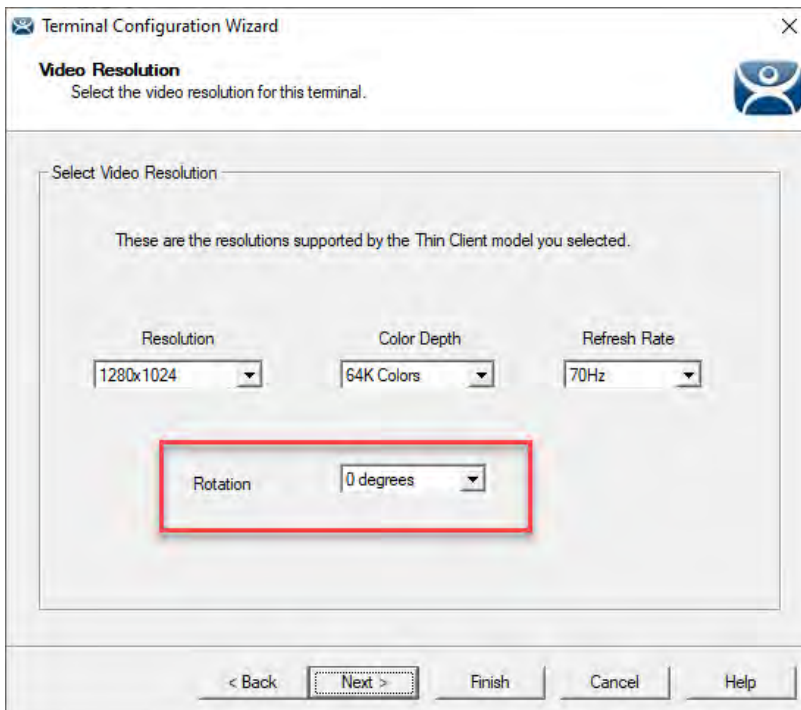 Terminal Configuration Wizard
Video Resolution
Select the video resolution for this terminal.
Select Video Resolution
These are the resolutions supported by the Thin Client model you selected.
Resolution Color Depth Refresh Rate
1280x1024 64K Colors 70Hz
Rotation 0 degrees
< Back Next > Finish Cancel Help